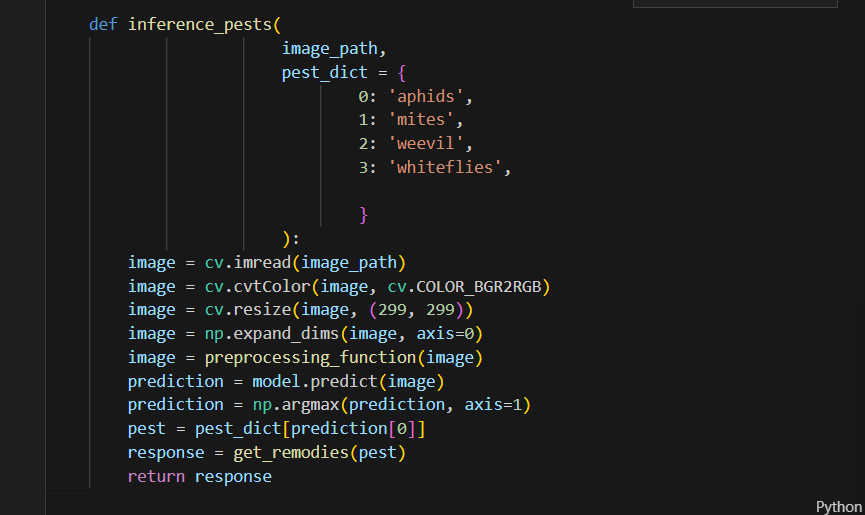 def inference_pests(
image_path,
pest_dict = {
0: 'aphids',
1: 'mites',
2: 'weevil',
3: 'whiteflies',
}
):
image = cv.imread(image_path)
image = cv.cvtColor(image, cv.COLOR_BGR2RGB)
image = cv.resize(image, (299, 299))
image = np.expand_dims(image, axis=0)
image = preprocessing_function(image)
prediction = model.predict(image)
prediction = np.argmax(prediction, axis=1)
pest = pest_dict[prediction[0]]
response = get_remodies(pest)
return response
Python